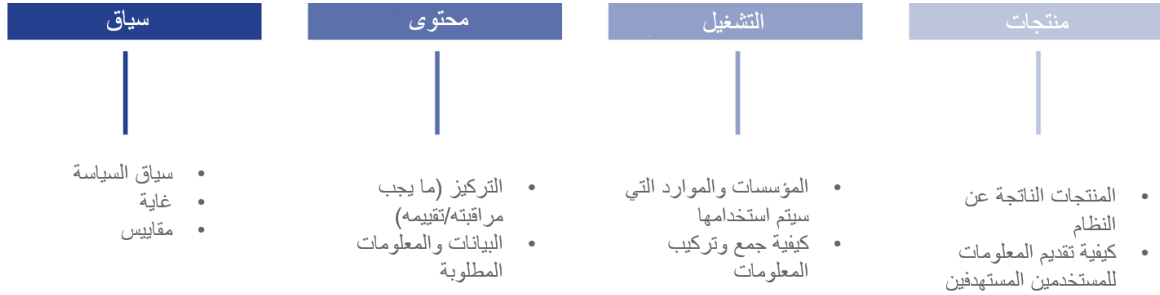 سياق
• سياق السياسة
• غاية
• مقاييس
محتوى
• التركيز (ما يجب
مراقبته/تقييمه)
• البيانات والمعلومات
المطلوبة
التشغيل
• المؤسسات والموارد التي
سيتم استخدامها
• كيفية جمع وتركيب
المعلومات
منتجات
• المنتجات الناتجة عن
النظام
• كيفية تقديم المعلومات
للمستخدمين المستهدفين